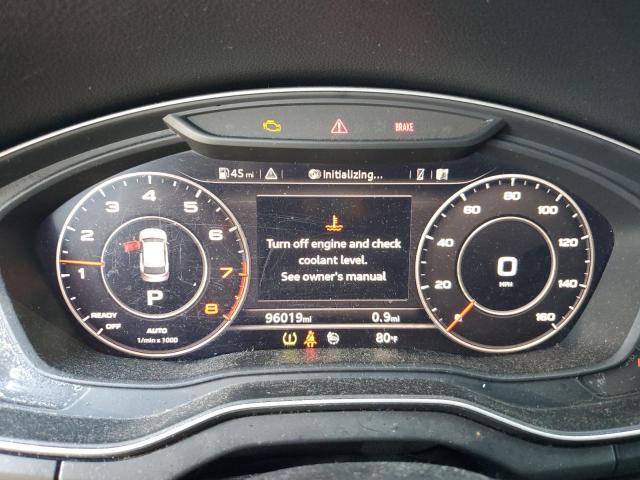 BRAKE
45 mi
Initializing...
Turn off engine and check
coolant level.
See owner's manual
1 2 3 4 5 6 7 8
P
READY
OFF
AUTO
1/min x 1000
0 20 40 60 80 100 120 140 160
0
MPH
96019mi
0.9mi
80°F